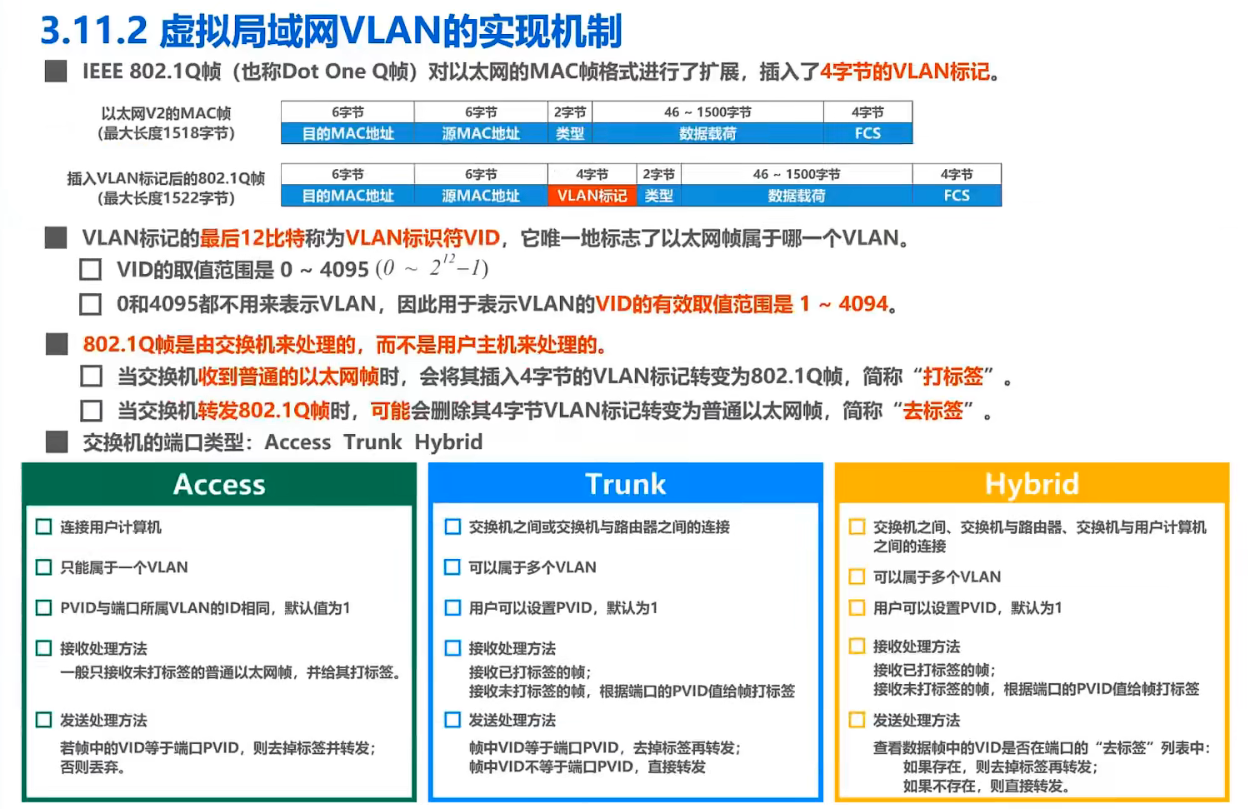 3.11.2 虚拟局域网VLAN的实现机制
IEEE 802.1Q帧（也称Dot One Q帧）对以太网的MAC帧格式进行了扩展，插入了4字节的VLAN标记。
以太网V2的MAC帧
（最大长度1518字节）
6字节 6字节 2字节 46 ~ 1500字节 4字节
目的MAC地址 源MAC地址 类型 数据载荷 FCS
插入VLAN标记后的802.1Q帧
（最大长度1522字节）
6字节 6字节 4字节 2字节 46 ~ 1500字节 4字节
目的MAC地址 源MAC地址 VLAN标记 类型 数据载荷 FCS
VLAN标记的最后12比特称为VLAN标识符VID，它唯一地标志了以太网帧属于哪一个VLAN。
VID的取值范围是 0 ~ 4095 (0 ~ 2^12−1)
0和4095都不用来表示VLAN，因此用于表示VLAN的VID的有效取值范围是 1 ~ 4094。
802.1Q帧是由交换机来处理的，而不是用户主机来处理的。
当交换机收到普通的以太网帧时，会将其插入4字节的VLAN标记转变为802.1Q帧，简称“打标签”。
当交换机转发802.1Q帧时，可能会删除其4字节VLAN标记转变为普通以太网帧，简称“去标签”。
交换机的端口类型：Access Trunk Hybrid
Access
连接用户计算机
只能属于一个VLAN
PVID与端口所属VLAN的ID相同，默认值为1
接收处理方法
一般只接收未打标签的普通以太网帧，并给其打标签。
发送处理方法
若帧中的VID等于端口PVID，则去掉标签并转发；
否则丢弃。
Trunk
交换机之间或交换机与路由器之间的连接
可以属于多个VLAN
用户可以设置PVID，默认为1
接收处理方法
接收已打标签的帧；
接收未打标签的帧，根据端口的PVID值给帧打标签
发送处理方法
帧中VID等于端口PVID，去掉标签再转发；
帧中VID不等于端口PVID，直接转发
Hybrid
交换机之间、交换机与路由器、交换机与用户计算机
之间的连接
可以属于多个VLAN
用户可以设置PVID，默认为1
接收处理方法
接收已打标签的帧；
接收未打标签的帧，根据端口的PVID值给帧打标签
发送处理方法
查看数据帧中的VID是否在端口的“去标签”列表中：
如果存在，则去掉标签再转发；
如果不存在，则直接转发。